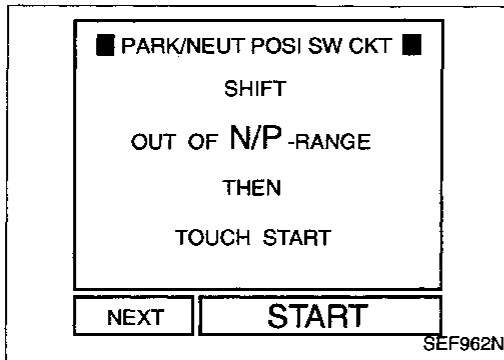 ■ PARK/NEUT POSI SW CKT ■
SHIFT
OUT OF N/P -RANGE
THEN
TOUCH START
NEXT START
SEF962N